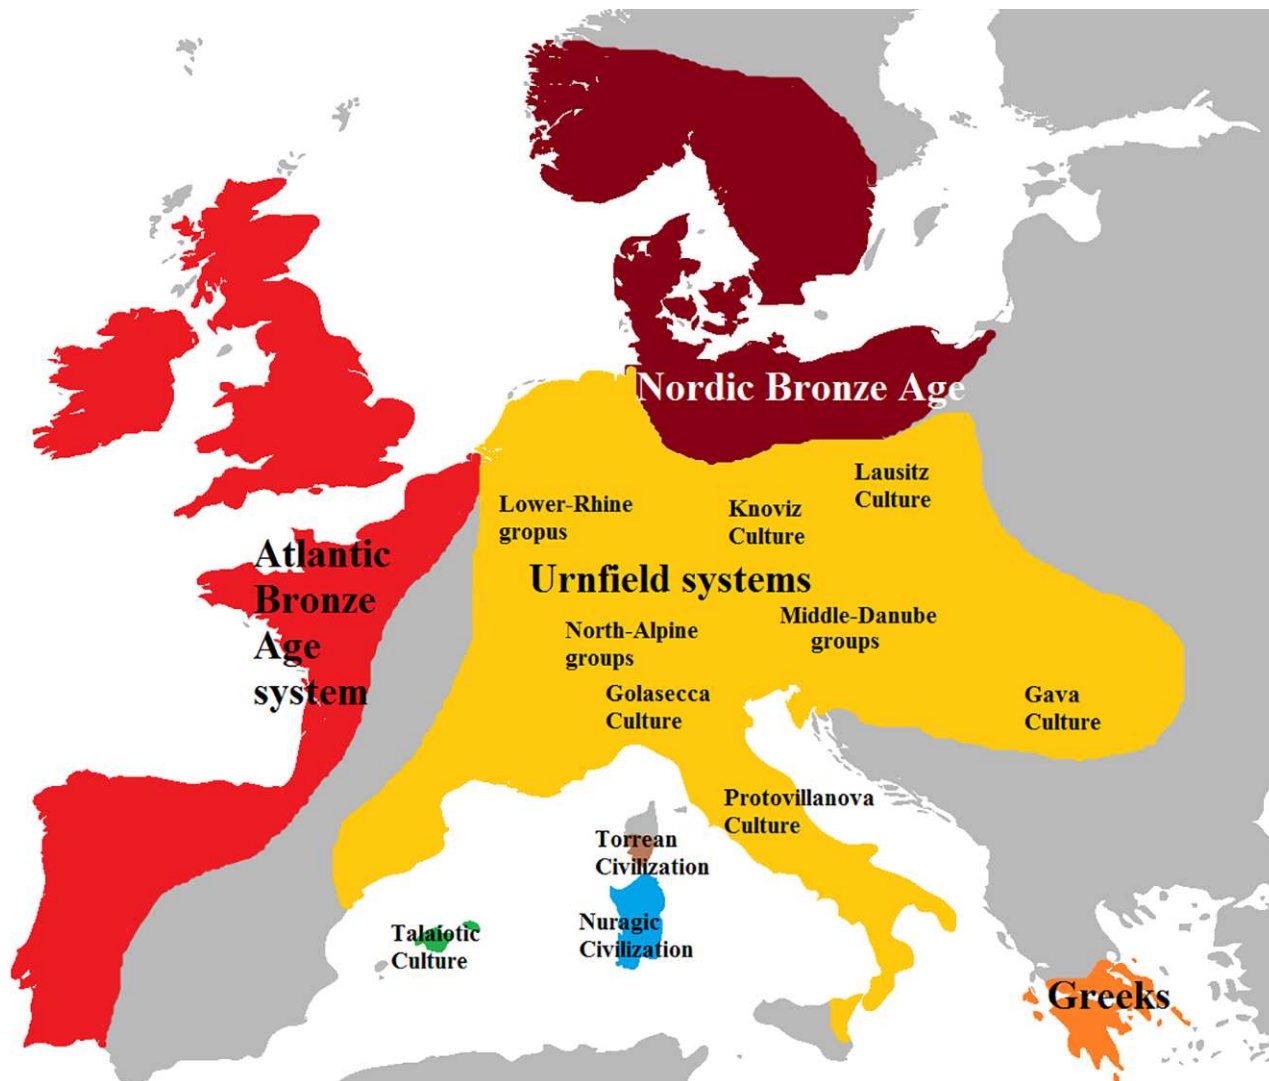 Nordic Bronze Age
Lausitz
Culture
Lower-Rhine
gropus
Knoviz
Culture
Atlantic
Bronze
Age
system
Urnfield systems
Middle-Danube
groups
North-Alpine
groups
Golasecca
Culture
Gava
Culture
Protovillanova
Culture
Torrean
Civilization
Talaiotic
Culture
Nuragic
Civilization
Greeks